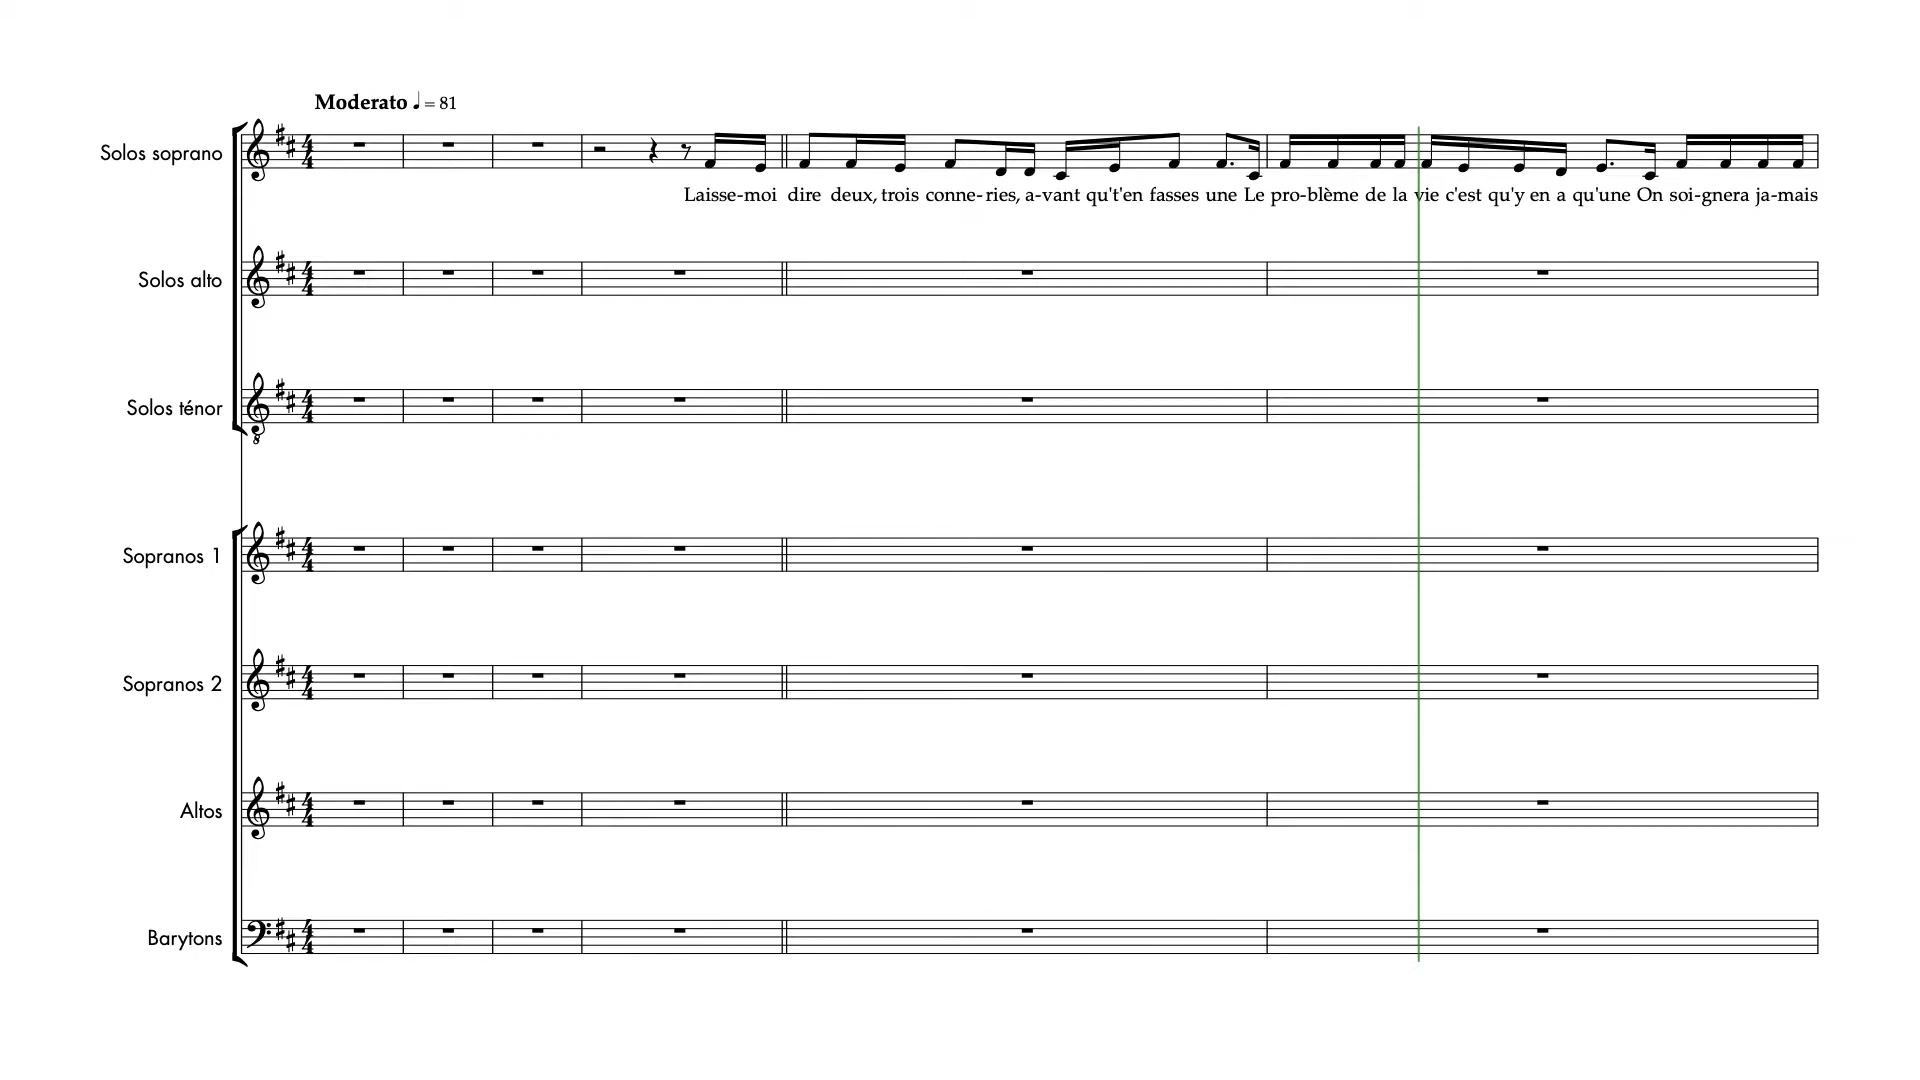 Moderato ♩ = 81
Solos soprano
Laisse-moi dire deux, trois conne-ries, a-vant qu't'en fasses une Le pro-blème de la vie c'est qu'y en a qu'une On soi-gnera ja-mais
Solos alto
Solos ténor
8
Sopranos 1
Sopranos 2
Altos
Barytons